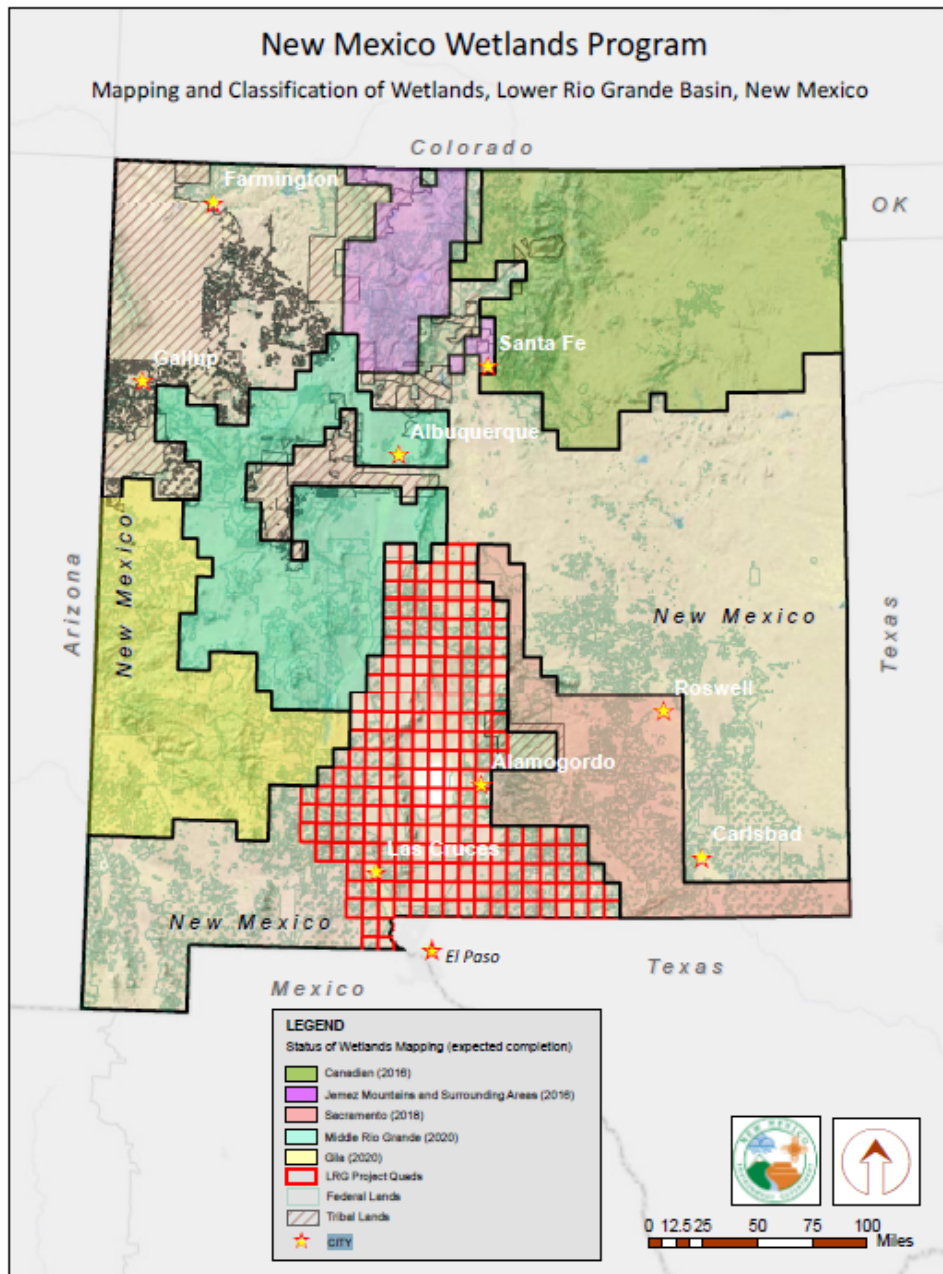 New Mexico Wetlands Program
Mapping and Classification of Wetlands, Lower Rio Grande Basin, New Mexico
Colorado
Farmington
OK
Santa Fe
Gallup
Albuquerque
New Mexico
Arizona
New Mexico
Texas
Roswell
Alamogordo
Carlsbad
Las Cruces
New Mexico
El Paso
Texas
Mexico
LEGEND
Status of Wetlands Mapping (expected completion)
Canadian (2016)
Jemez Mountains and Surrounding Areas (2016)
Sacramento (2018)
Middle Rio Grande (2020)
Gila (2020)
LRG Project Quads
Federal Lands
Tribal Lands
CITY
NEW MEXICO
ENVIRONMENT DEPARTMENT
0 12.5 25 50 75 100
Miles